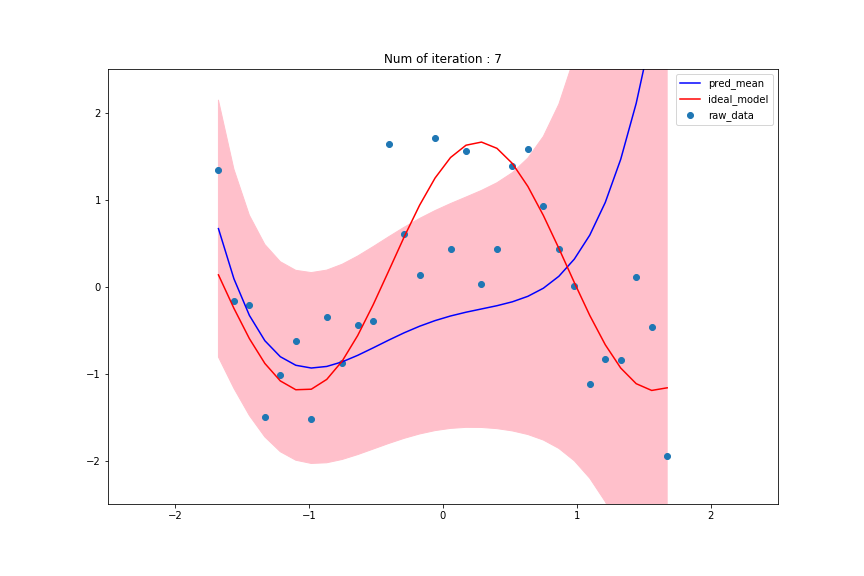 Num of iteration : 7
pred_mean
ideal_model
raw_data
2
1
0
−1
−2
−2
−1
0
1
2